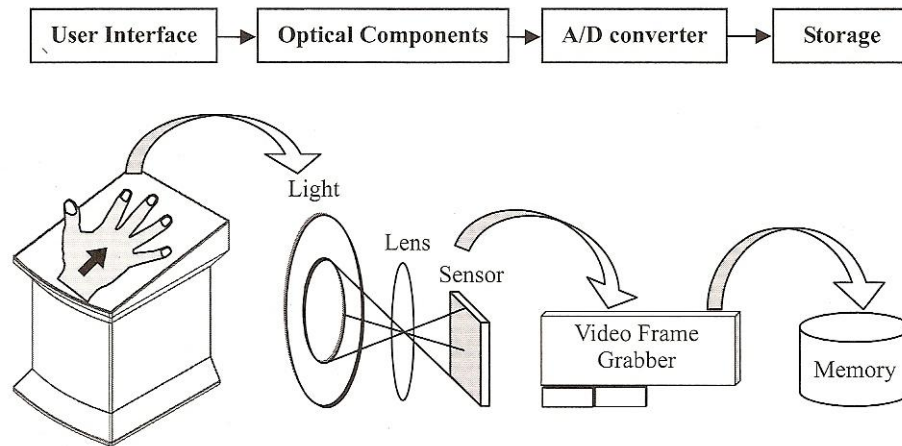 User Interface
Optical Components
A/D converter
Storage
Light
Lens
Sensor
Video Frame
Grabber
Memory